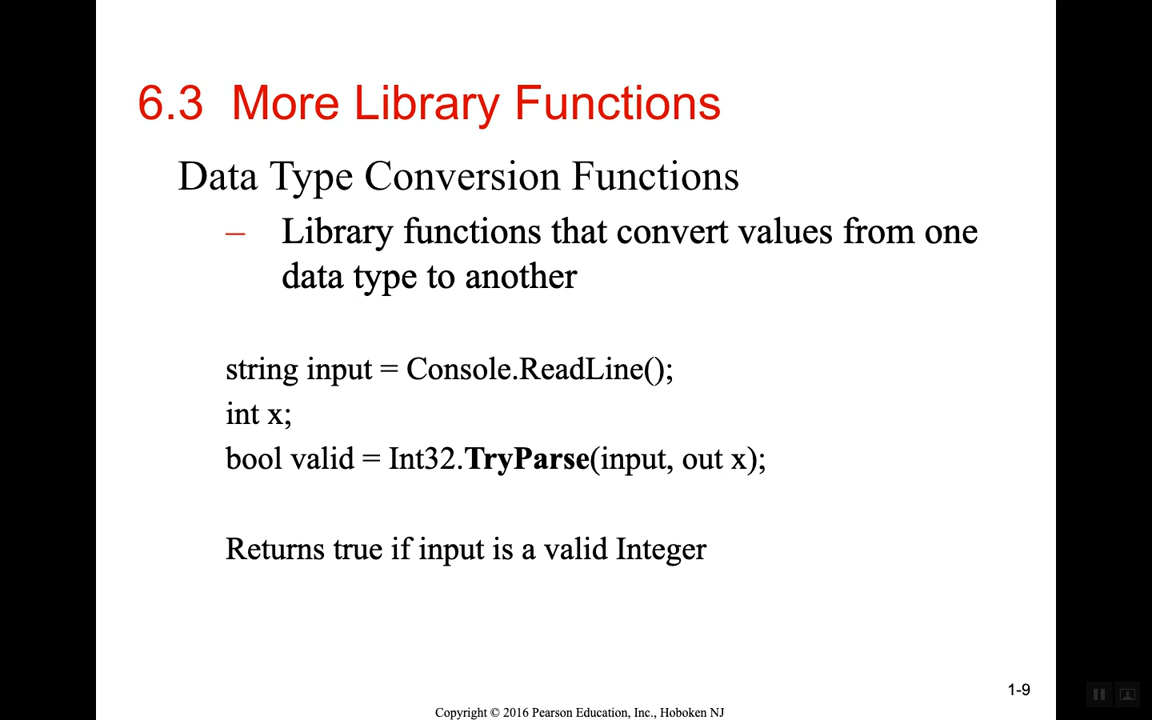 6.3 More Library Functions
Data Type Conversion Functions
– Library functions that convert values from one
data type to another
string input = Console.ReadLine();
int x;
bool valid = Int32.TryParse(input, out x);
Returns true if input is a valid Integer
1-9
Copyright © 2016 Pearson Education, Inc., Hoboken NJ